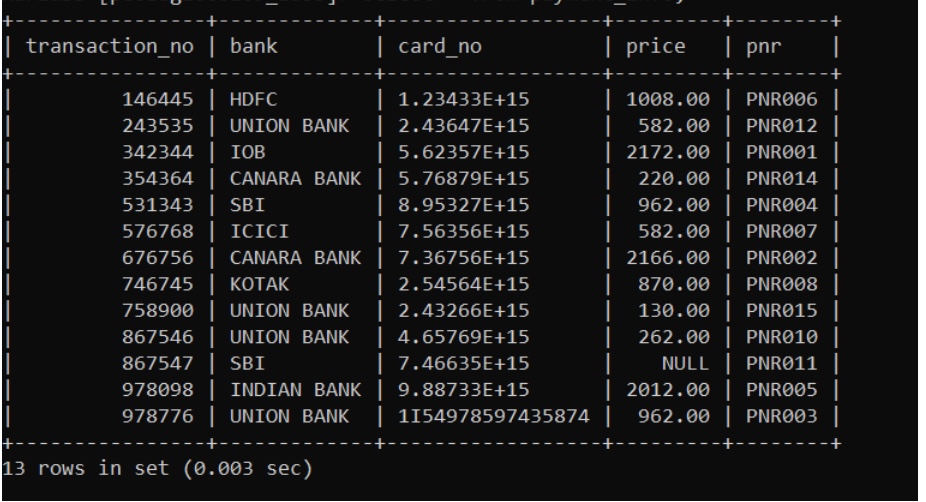 +----------------+-------------+------------------+---------+--------+
| transaction_no | bank        | card_no          | price   | pnr    |
+----------------+-------------+------------------+---------+--------+
|         146445 | HDFC        | 1.23433E+15      | 1008.00 | PNR006 |
|         243535 | UNION BANK  | 2.43647E+15      |  582.00 | PNR012 |
|         342344 | IOB         | 5.62357E+15      | 2172.00 | PNR001 |
|         354364 | CANARA BANK | 5.76879E+15      |  220.00 | PNR014 |
|         531343 | SBI         | 8.95327E+15      |  962.00 | PNR004 |
|         576768 | ICICI       | 7.56356E+15      |  582.00 | PNR007 |
|         676756 | CANARA BANK | 7.36756E+15      | 2166.00 | PNR002 |
|         746745 | KOTAK       | 2.54564E+15      |  870.00 | PNR008 |
|         758900 | UNION BANK  | 2.43266E+15      |  130.00 | PNR015 |
|         867546 | UNION BANK  | 4.65769E+15      |  262.00 | PNR010 |
|         867547 | SBI         | 7.46635E+15      |    NULL | PNR011 |
|         978098 | INDIAN BANK | 9.88733E+15      | 2012.00 | PNR005 |
|         978776 | UNION BANK  | 1I54978597435874 |  962.00 | PNR003 |
+----------------+-------------+------------------+---------+--------+
13 rows in set (0.003 sec)